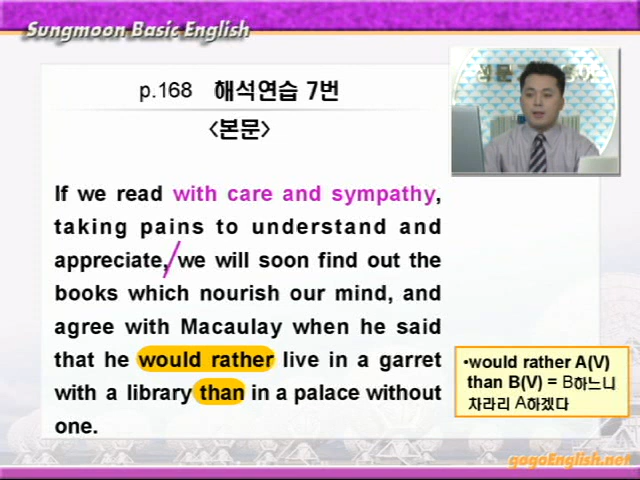 Sungmoon Basic English
p.168 해석연습 7번
<본문>
If we read with care and sympathy,
taking pains to understand and
appreciate, we will soon find out the
books which nourish our mind, and
agree with Macaulay when he said
that he would rather live in a garret
with a library than in a palace without
one.
•would rather A(V)
than B(V) = B하느니
차라리 A하겠다
gogoEnglish.net